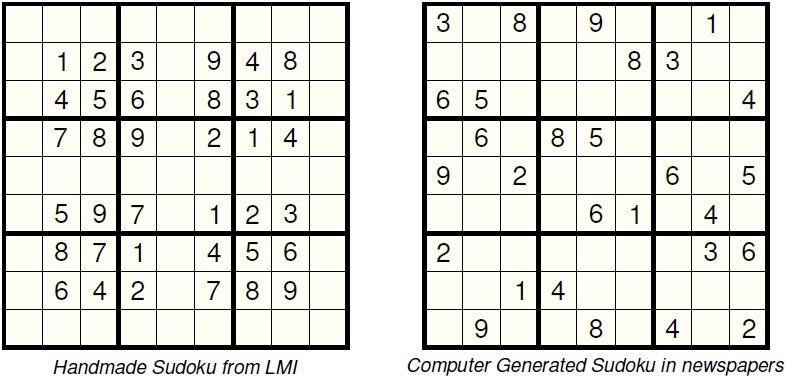 3 8 9 1
1 2 3 9 4 8 8 3
4 5 6 8 3 1 6 5 4
7 8 9 2 1 4 6 8 5
9 2 6 5
5 9 7 1 2 3 6 1 4
8 7 1 4 5 6 2 3 6
6 4 2 7 8 9 1 4
9 8 4 2
Handmade Sudoku from LMI
Computer Generated Sudoku in newspapers